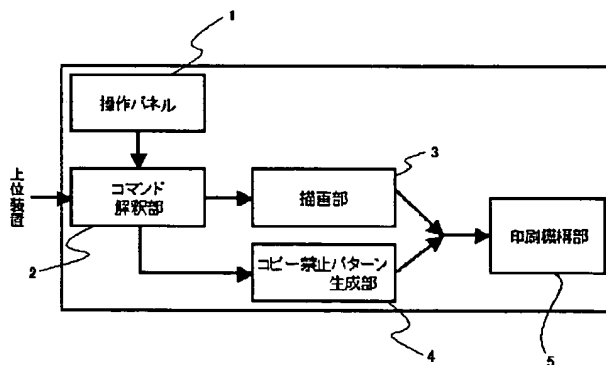 1
操作パネル
上位装置
コマンド
解釈部
2
描画部
3
コピー禁止パターン
生成部
4
印刷機構部
5